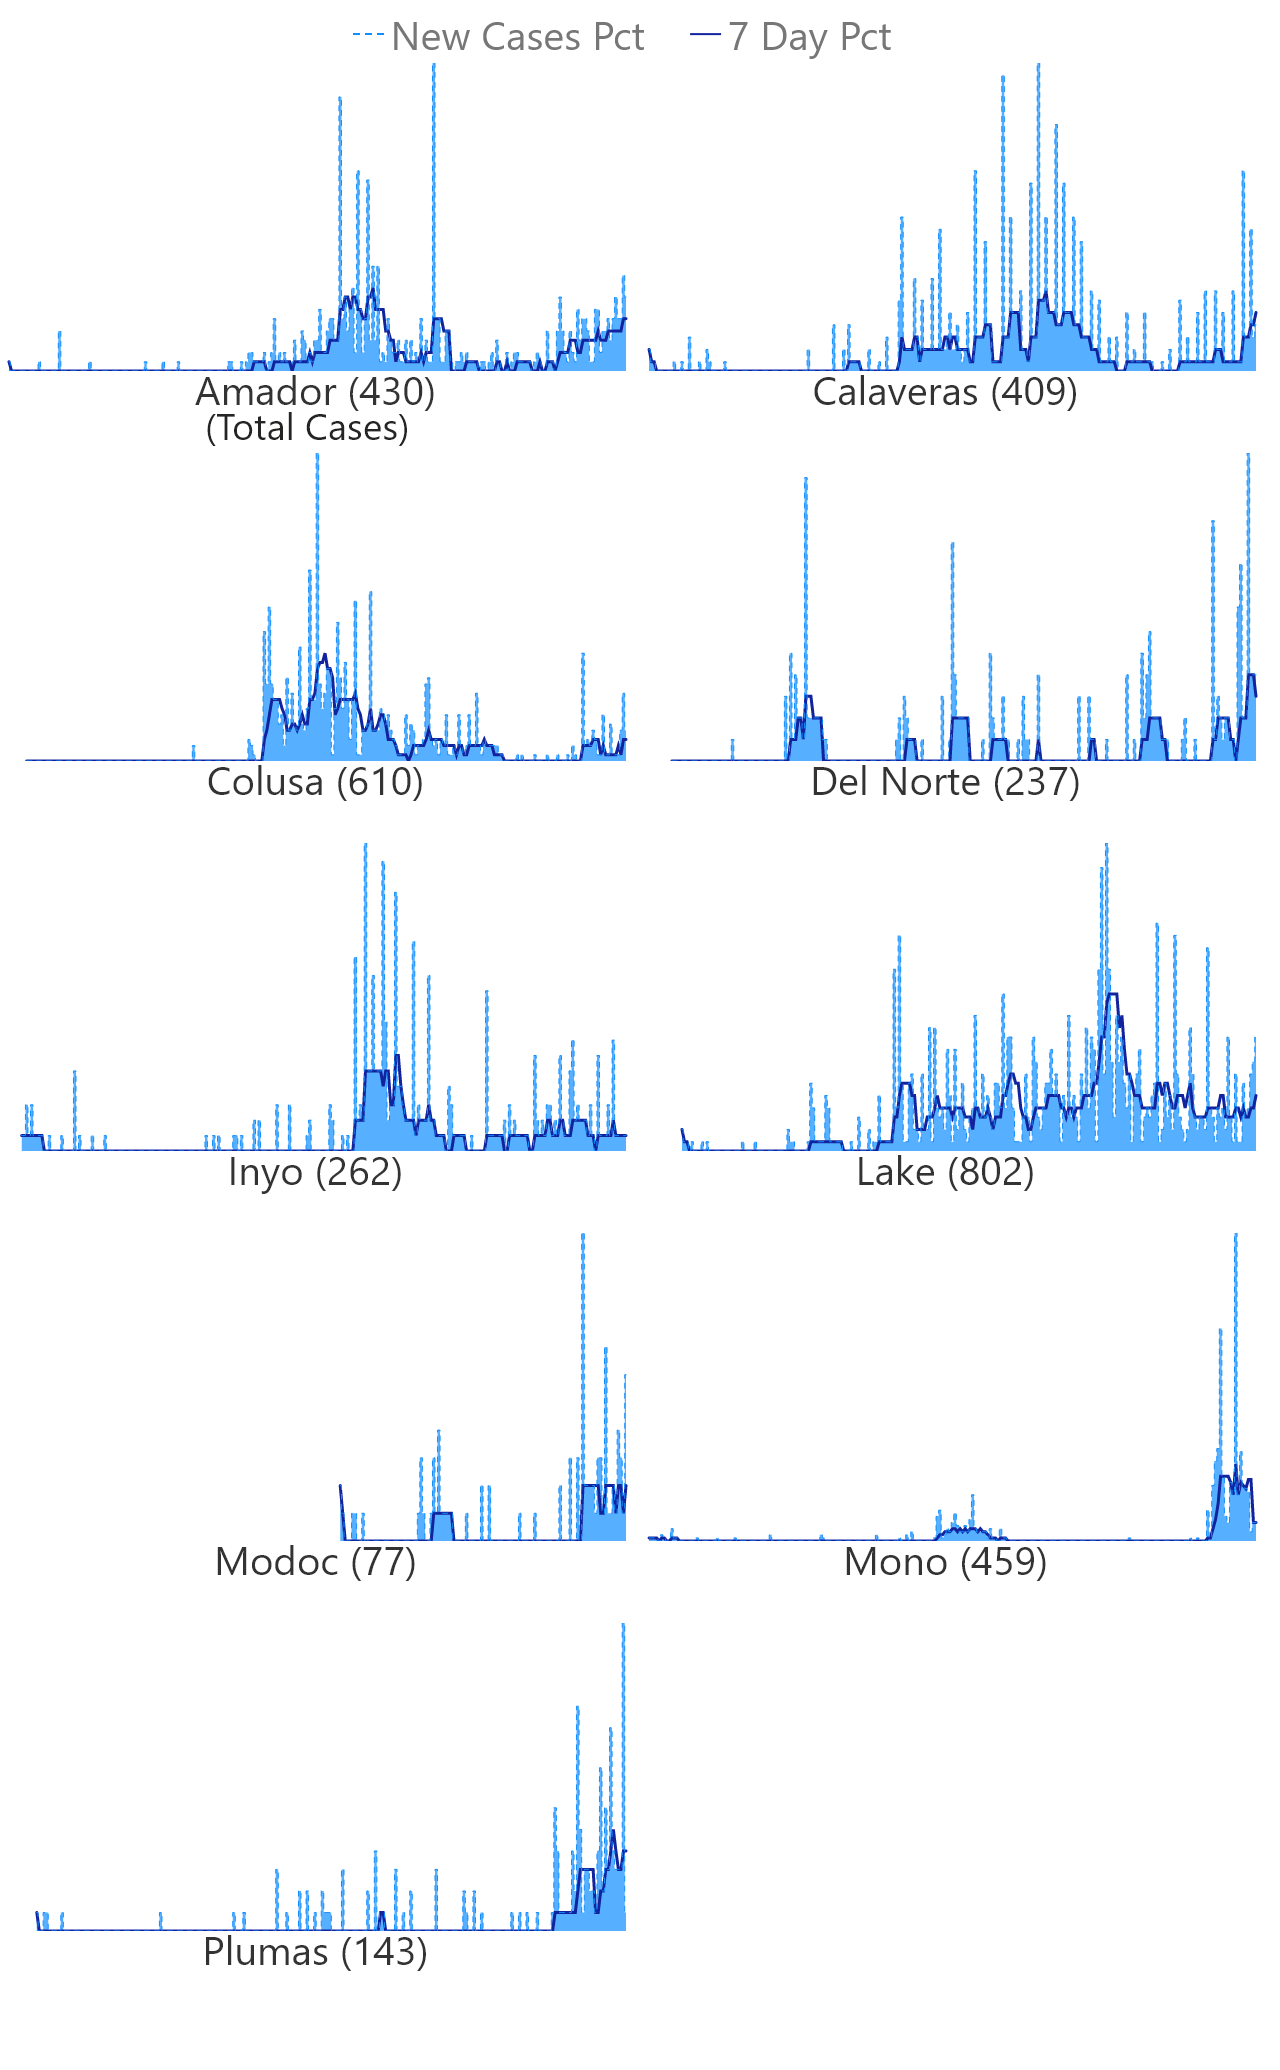 New Cases Pct 7 Day Pct
Amador (430) Calaveras (409)
(Total Cases)
Colusa (610) Del Norte (237)
Inyo (262) Lake (802)
Modoc (77) Mono (459)
Plumas (143)